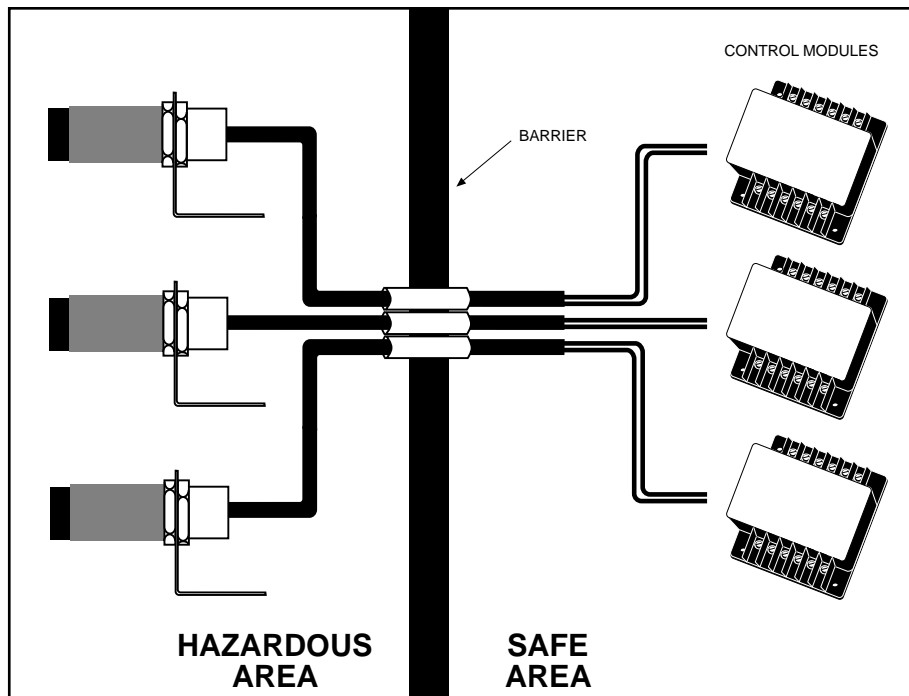 CONTROL MODULES
BARRIER
HAZARDOUS
AREA
SAFE
AREA